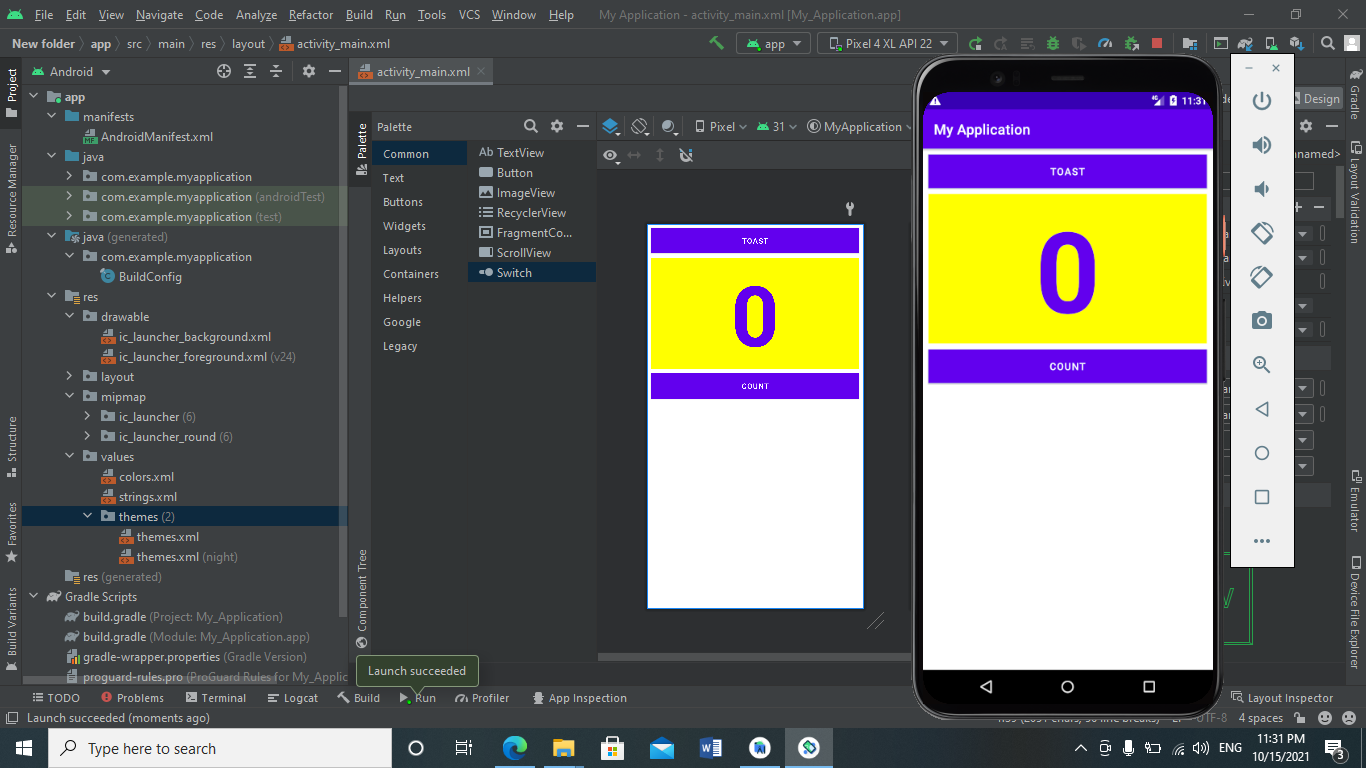 File Edit View Navigate Code Analyze Refactor Build Run Tools VCS Window Help My Application - activity_main.xml [My_Application.app]
New folder app src main res layout activity_main.xml app Pixel 4 XL API 22
Android activity_main.xml Design
Project
Resource Manager
Structure
Favorites
Build Variants
app
manifests
AndroidManifest.xml
java
com.example.myapplication
com.example.myapplication (androidTest)
com.example.myapplication (test)
java (generated)
com.example.myapplication
BuildConfig
res
drawable
ic_launcher_background.xml
ic_launcher_foreground.xml (v24)
layout
mipmap
ic_launcher (6)
ic_launcher_round (6)
values
colors.xml
strings.xml
themes (2)
themes.xml
themes.xml (night)
res (generated)
Gradle Scripts
build.gradle (Project: My_Application)
build.gradle (Module: My_Application.app)
gradle-wrapper.properties (Gradle Version)
proguard-rules.pro (ProGuard Rules for My_Applic
Palette
Component Tree
Palette
Common
Text
Buttons
Widgets
Layouts
Containers
Helpers
Google
Legacy
Ab TextView
Button
ImageView
RecyclerView
FragmentCo...
ScrollView
Switch
Pixel 31 MyApplication
TOAST
0
COUNT
11:31
My Application
TOAST
0
COUNT
named>
Gradle
Layout Validation
Emulator
Device File Explorer
Launch succeeded
TODO Problems Terminal Logcat Build Run Profiler App Inspection Layout Inspector
Launch succeeded (moments ago) UTF-8 4 spaces
Type here to search
W
ENG
11:31 PM
10/15/2021
3